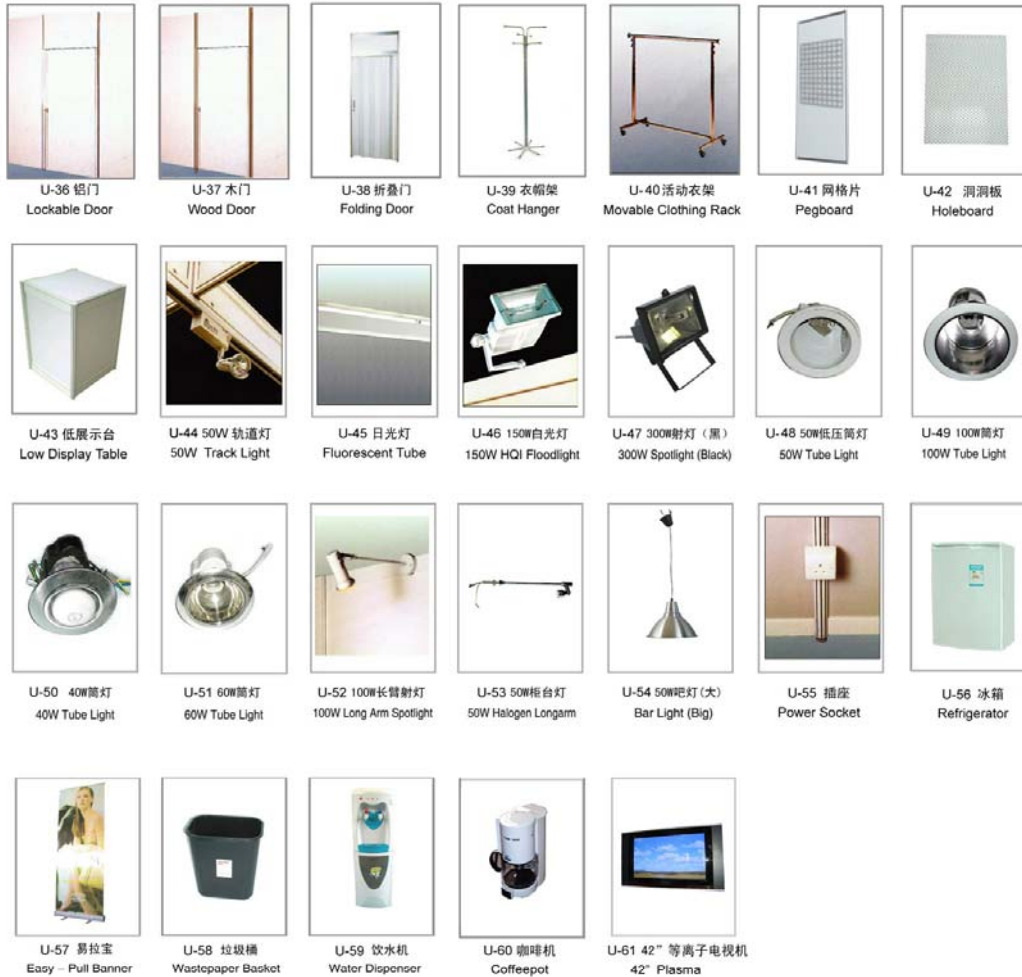 U-36 铝门
Lockable Door
U-37 木门
Wood Door
U-38 折叠门
Folding Door
U-39 衣帽架
Coat Hanger
U-40 活动衣架
Movable Clothing Rack
U-41 网格片
Pegboard
U-42 洞洞板
Holeboard
U-43 低展示台
Low Display Table
U-44 50W 轨道灯
50W Track Light
U-45 日光灯
Fluorescent Tube
U-46 150W白光灯
150W HQI Floodlight
U-47 300W射灯（黑）
300W Spotlight (Black)
U-48 50W低压筒灯
50W Tube Light
U-49 100W筒灯
100W Tube Light
U-50 40W筒灯
40W Tube Light
U-51 60W筒灯
60W Tube Light
U-52 100W长臂射灯
100W Long Arm Spotlight
U-53 50W柜台灯
50W Halogen Longarm
U-54 50W吧灯(大)
Bar Light (Big)
U-55 插座
Power Socket
U-56 冰箱
Refrigerator
U-57 易拉宝
Easy – Pull Banner
U-58 垃圾桶
Wastepaper Basket
U-59 饮水机
Water Dispenser
U-60 咖啡机
Coffeepot
U-61 42” 等离子电视机
42” Plasma